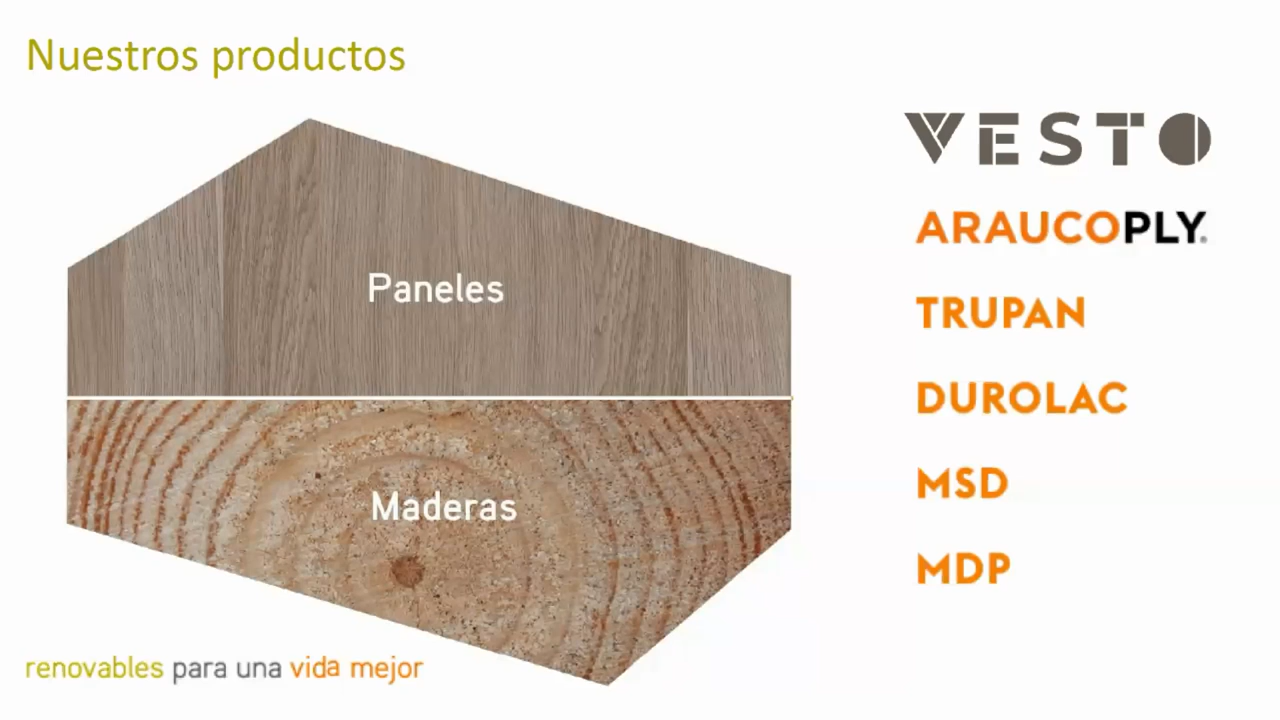 Nuestros productos
Paneles
Maderas
VESTO
ARAUCOPLY®
TRUPAN
DUROLAC
MSD
MDP
renovables para una vida mejor